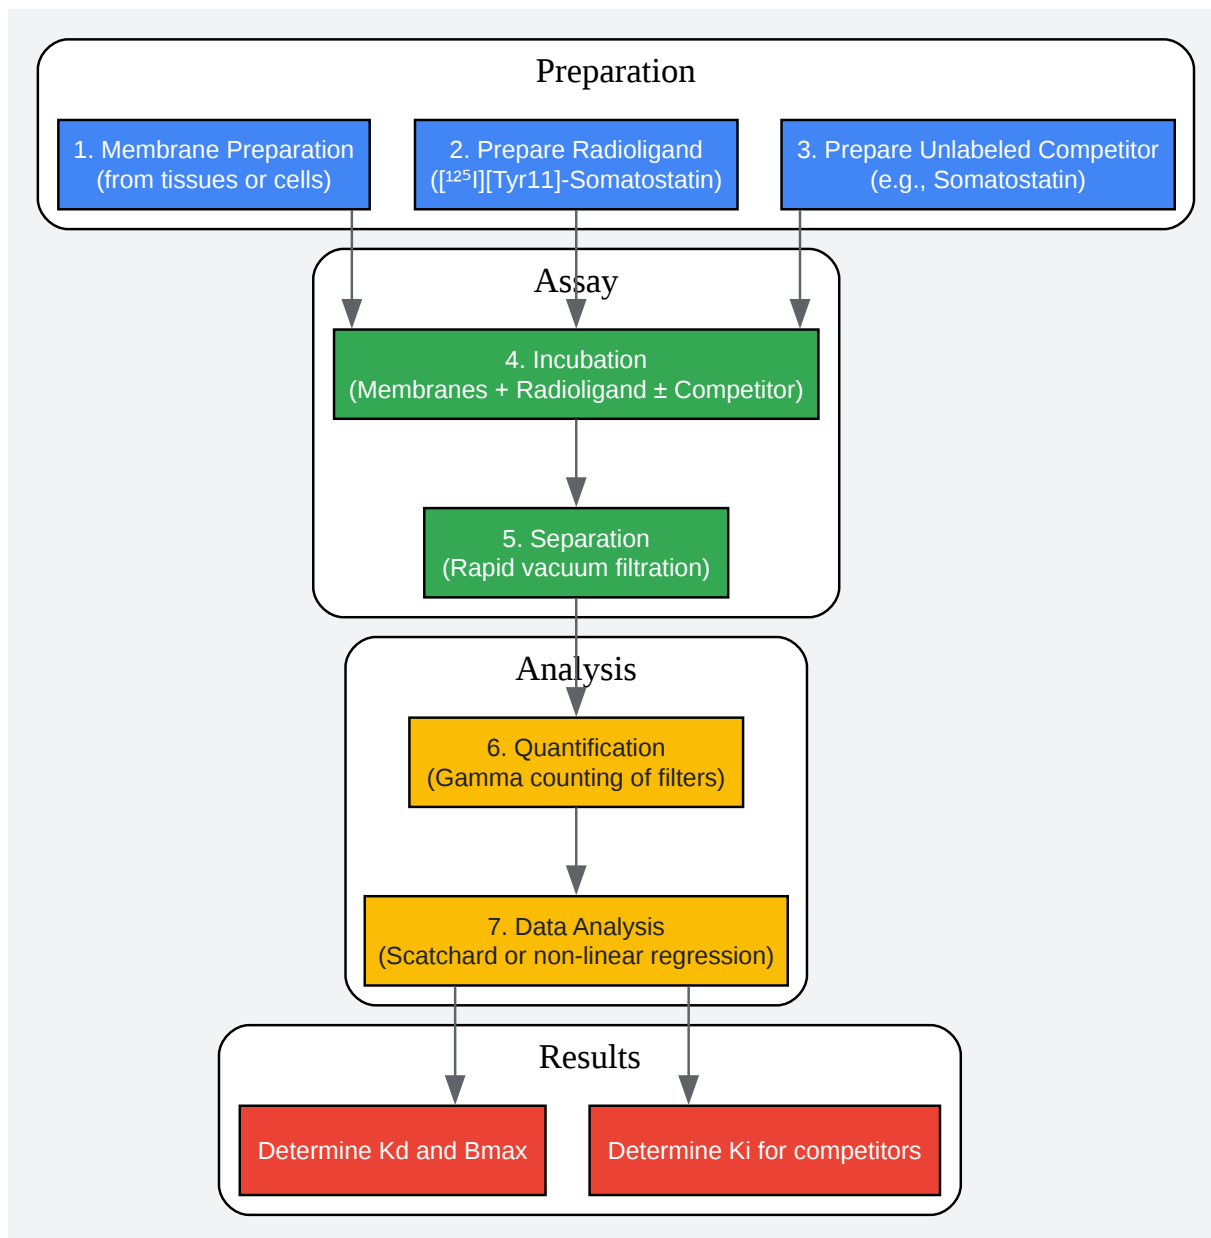 Preparation
1. Membrane Preparation
(from tissues or cells)
2. Prepare Radioligand
([¹²⁵I][Tyr11]-Somatostatin)
3. Prepare Unlabeled Competitor
(e.g., Somatostatin)
Assay
4. Incubation
(Membranes + Radioligand ± Competitor)
5. Separation
(Rapid vacuum filtration)
Analysis
6. Quantification
(Gamma counting of filters)
7. Data Analysis
(Scatchard or non-linear regression)
Results
Determine Kd and Bmax
Determine Ki for competitors